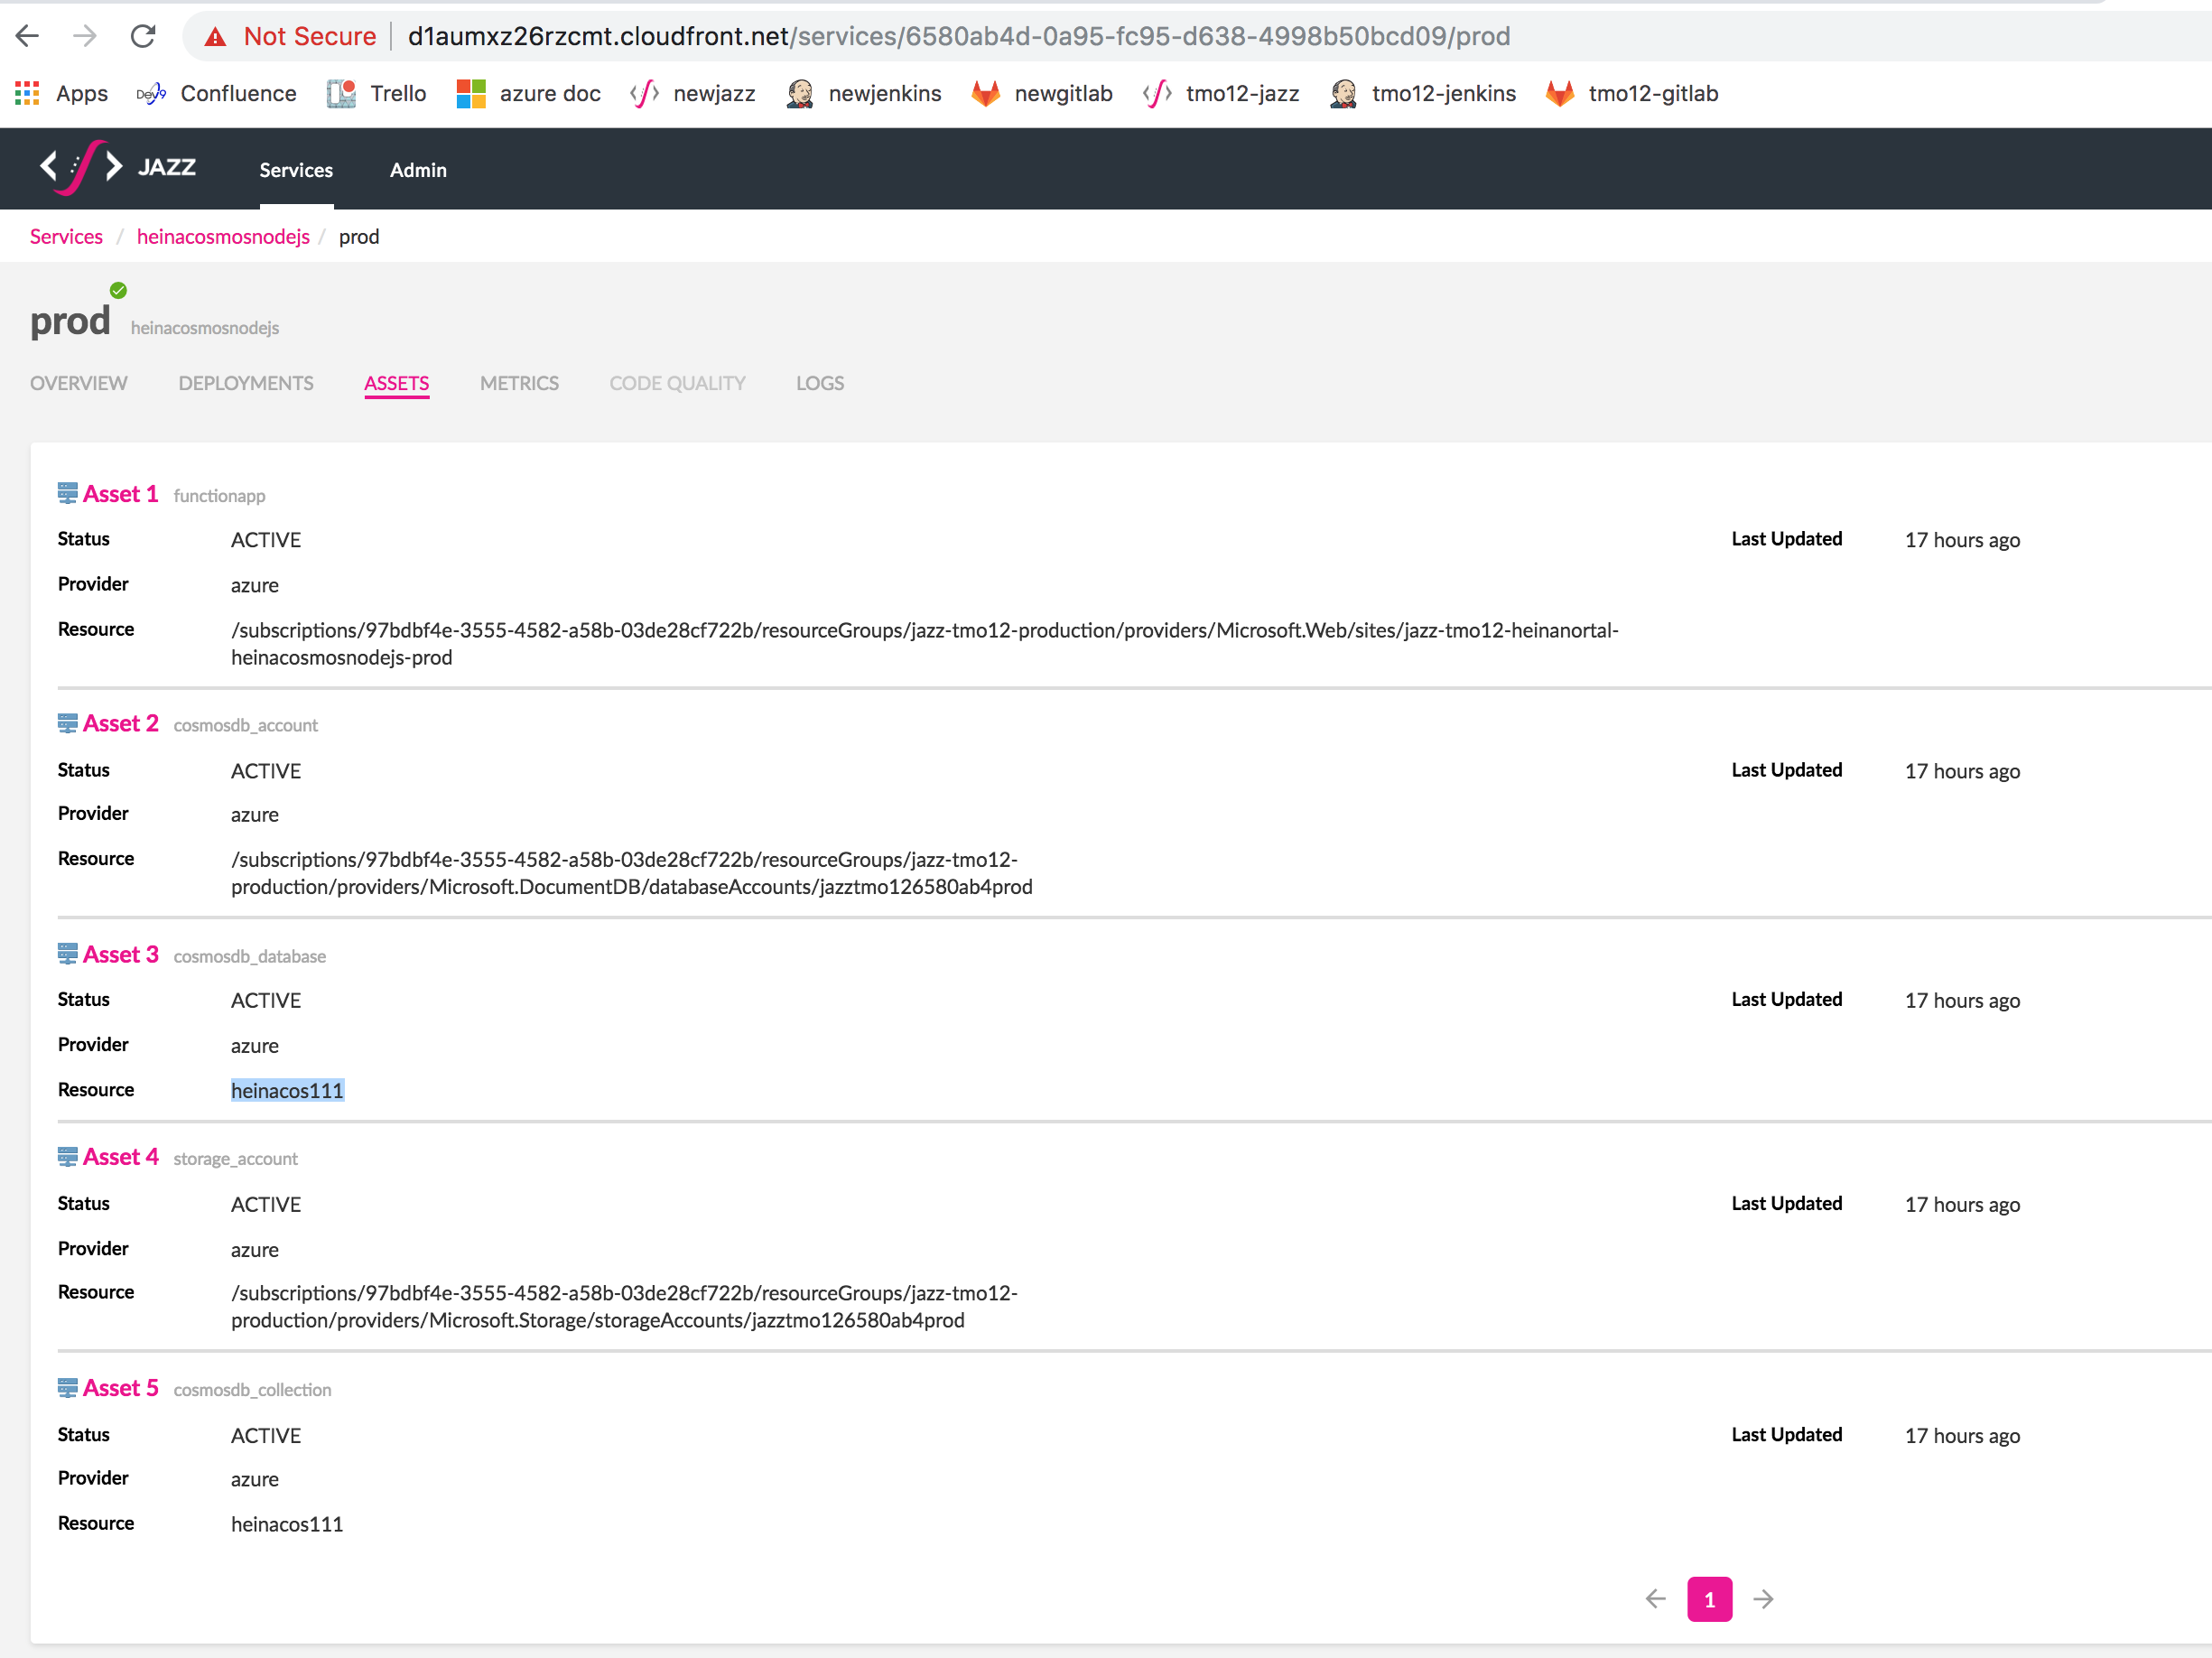 Not Secure d1aumxz26rzcmt.cloudfront.net/services/6580ab4d-0a95-fc95-d638-4998b50bcd09/prod
Apps Dev9 Confluence Trello azure doc newjazz newjenkins newgitlab tmo12-jazz tmo12-jenkins tmo12-gitlab
JAZZ Services Admin
Services / heinacosmosnodejs / prod
prod heinacosmosnodejs
OVERVIEW DEPLOYMENTS ASSETS METRICS CODE QUALITY LOGS
Asset 1 functionapp
Status ACTIVE Last Updated 17 hours ago
Provider azure
Resource /subscriptions/97bdbf4e-3555-4582-a58b-03de28cf722b/resourceGroups/jazz-tmo12-production/providers/Microsoft.Web/sites/jazz-tmo12-heinanortal-
heinacosmosnodejs-prod
Asset 2 cosmosdb_account
Status ACTIVE Last Updated 17 hours ago
Provider azure
Resource /subscriptions/97bdbf4e-3555-4582-a58b-03de28cf722b/resourceGroups/jazz-tmo12-
production/providers/Microsoft.DocumentDB/databaseAccounts/jazztmo126580ab4prod
Asset 3 cosmosdb_database
Status ACTIVE Last Updated 17 hours ago
Provider azure
Resource heinacos111
Asset 4 storage_account
Status ACTIVE Last Updated 17 hours ago
Provider azure
Resource /subscriptions/97bdbf4e-3555-4582-a58b-03de28cf722b/resourceGroups/jazz-tmo12-
production/providers/Microsoft.Storage/storageAccounts/jazztmo126580ab4prod
Asset 5 cosmosdb_collection
Status ACTIVE Last Updated 17 hours ago
Provider azure
Resource heinacos111
1